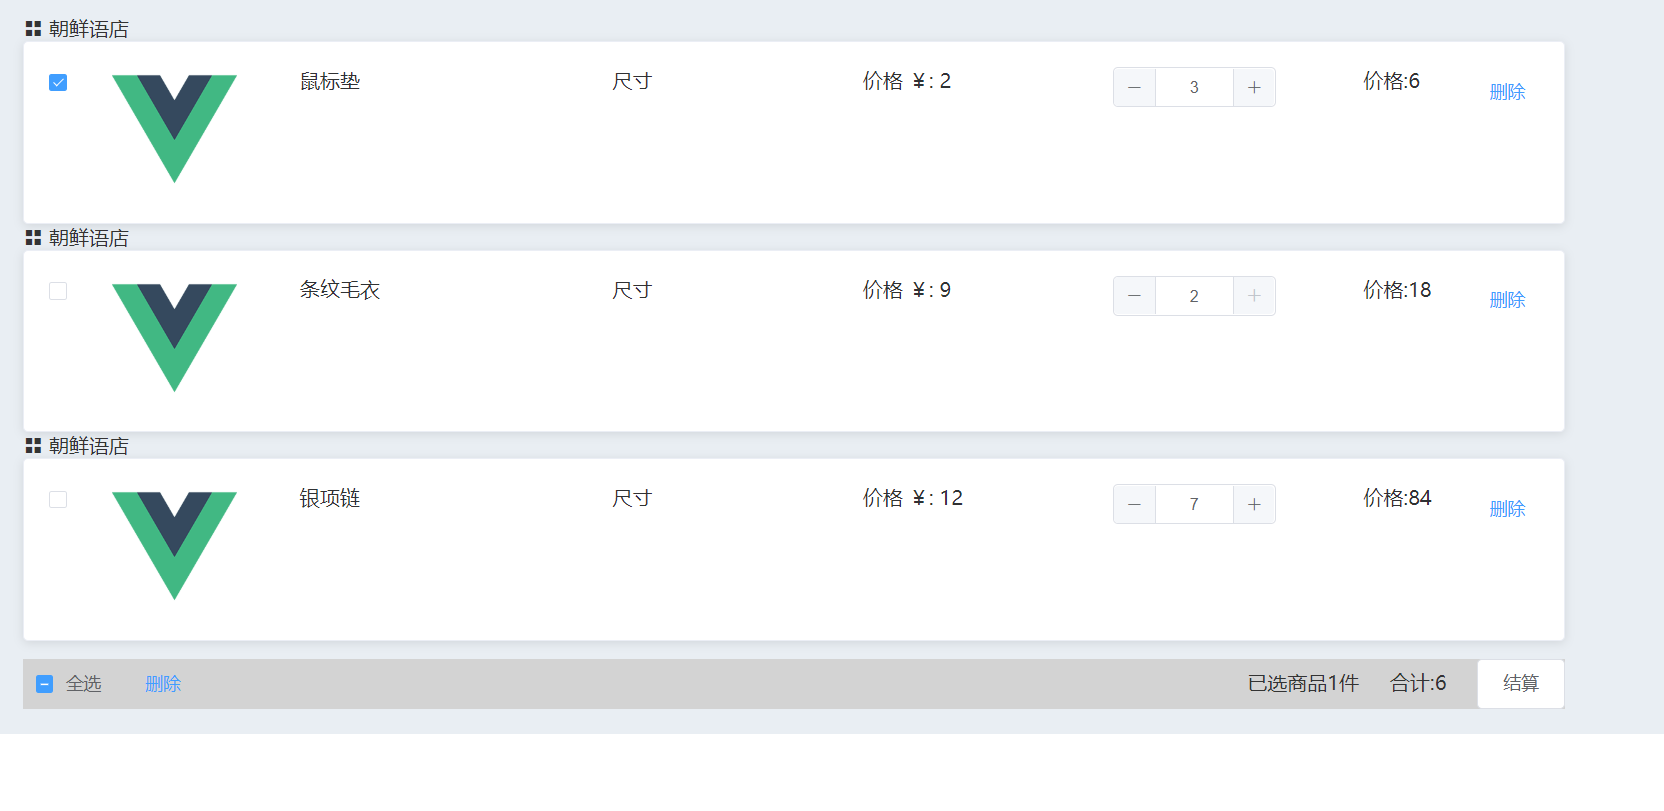 朝鲜语店
鼠标垫 尺寸 价格 ¥ : 2 3 价格:6 删除
朝鲜语店
条纹毛衣 尺寸 价格 ¥ : 9 2 价格:18 删除
朝鲜语店
银项链 尺寸 价格 ¥ : 12 7 价格:84 删除
全选 删除 已选商品1件 合计:6 结算